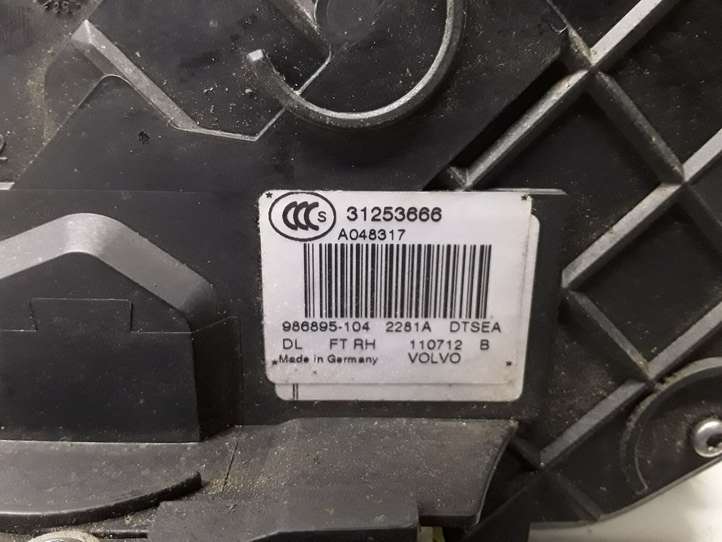 CCC S 31253666
A048317
986895-104 2281A DTSEA
DL FT RH 110712 B
Made in Germany VOLVO